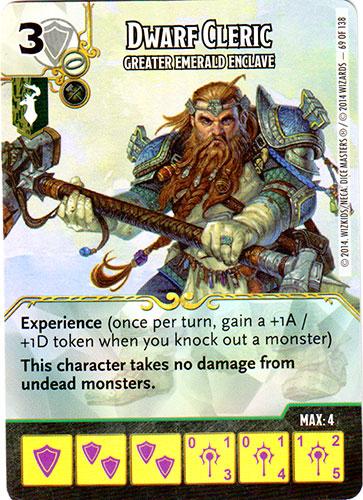 3
DWARF CLERIC
GREATER EMERALD ENCLAVE
© 2014. WIZKIDS/NECA. DICE MASTERS ® / © 2014 WIZARDS — 69 OF 138
Experience (once per turn, gain a +1A /
+1D token when you knock out a monster)
This character takes no damage from
undead monsters.
MAX: 4
0 1 3
0 1 4
1 2 5